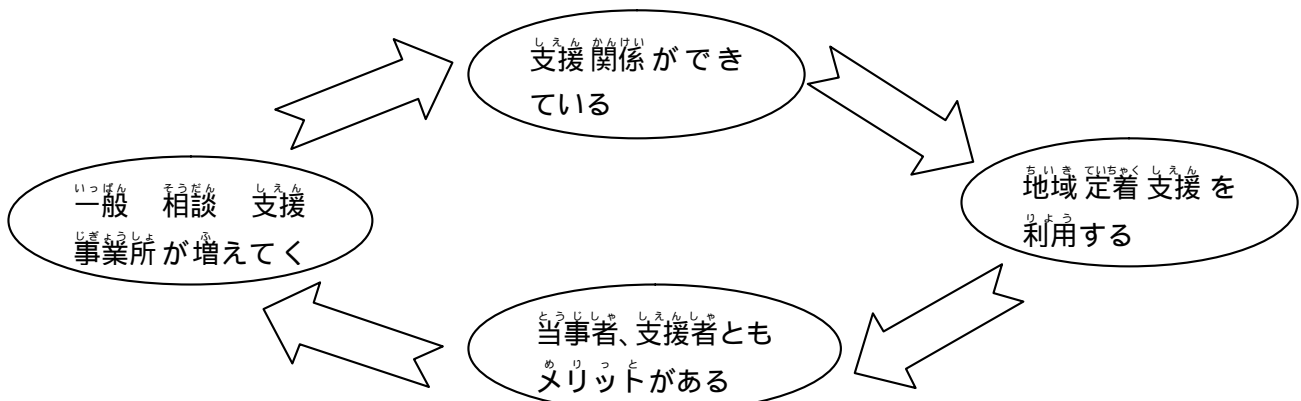 支援関係ができ
ている
地域定着支援を
利用する
当事者、支援者とも
メリットがある
一般 相談 支援
事業所が増えてく